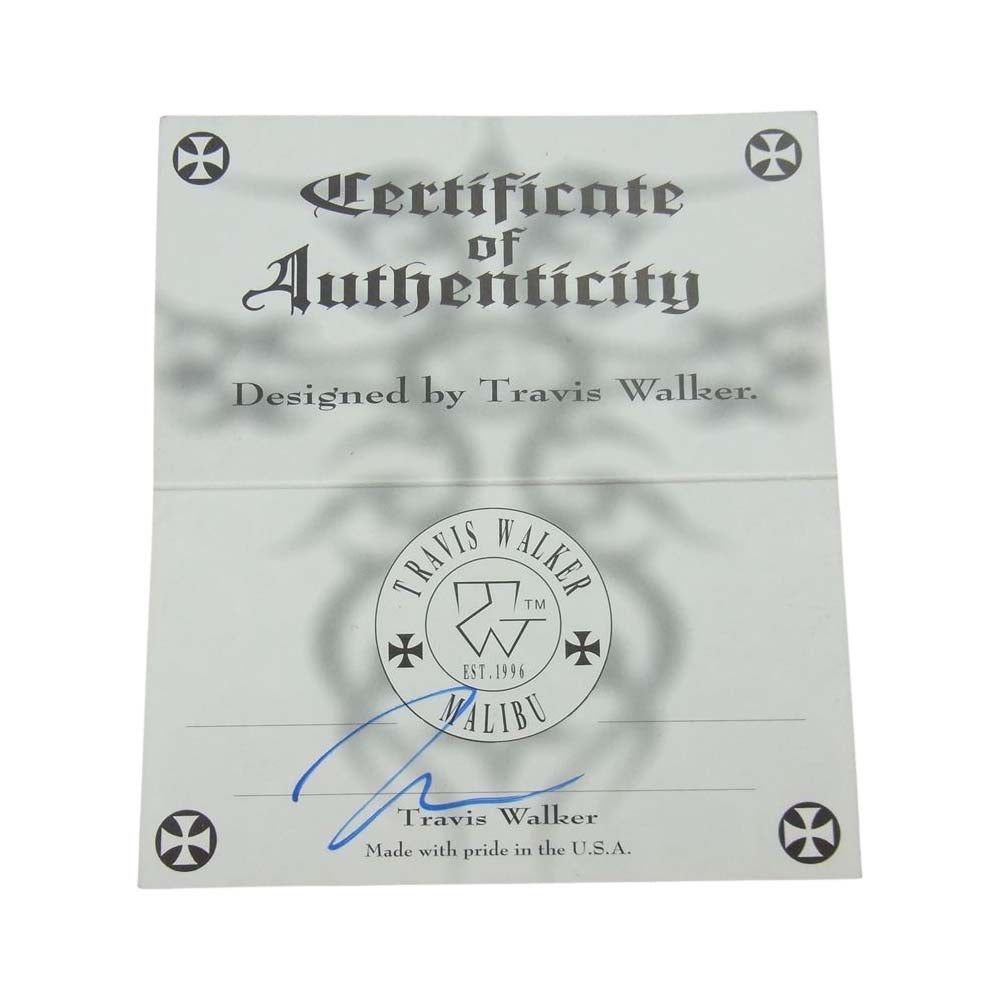 Certificate
of
Authenticity
Designed by Travis Walker.
TRAVIS WALKER
TM
EST. 1996
MALIBU
Travis Walker
Made with pride in the U.S.A.